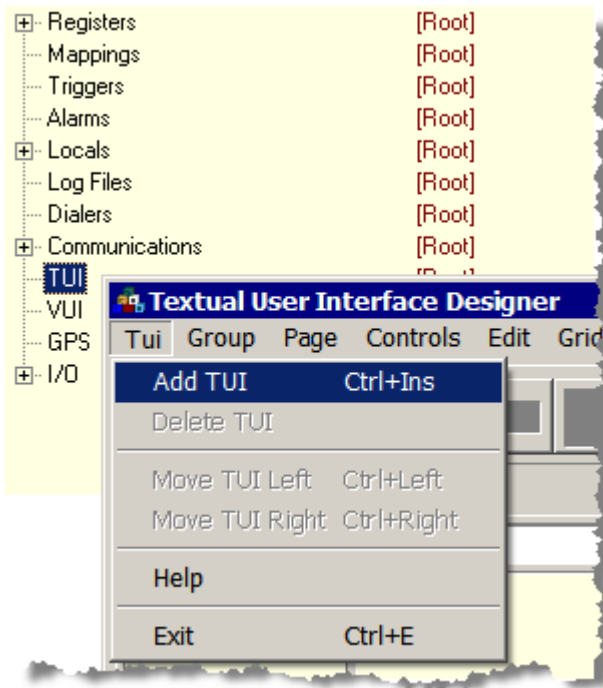 Registers [Root]
Mappings [Root]
Triggers [Root]
Alarms [Root]
Locals [Root]
Log Files [Root]
Dialers [Root]
Communications [Root]
TUI [Root]
VUI
GPS
I/O
Textual User Interface Designer
Tui Group Page Controls Edit Grid
Add TUI Ctrl+Ins
Delete TUI
Move TUI Left Ctrl+Left
Move TUI Right Ctrl+Right
Help
Exit Ctrl+E